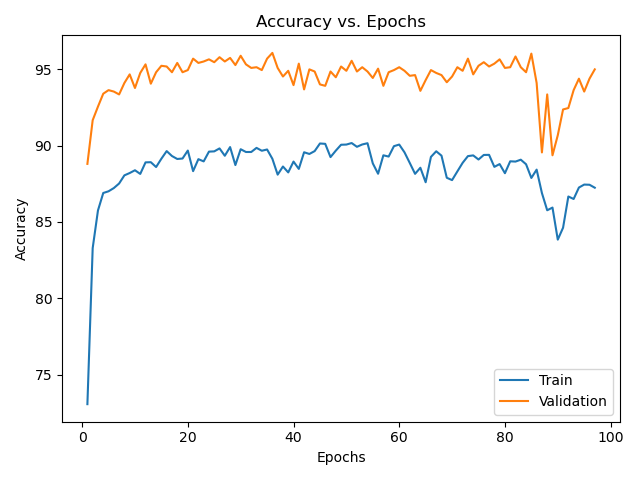 Accuracy vs. Epochs
Accuracy
95
90
85
80
75
Train
Validation
0 20 40 60 80 100
Epochs